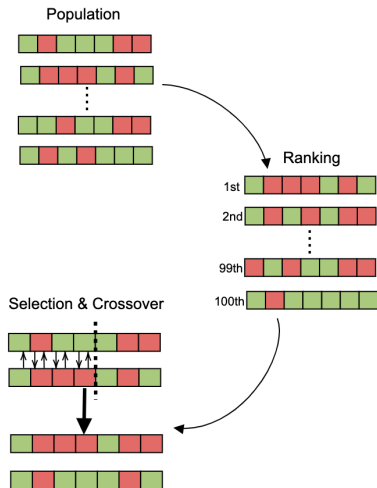 Population
Ranking
1st
2nd
99th
100th
Selection & Crossover